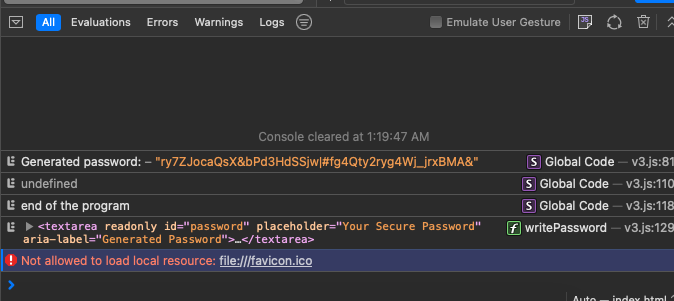 All Evaluations Errors Warnings Logs Emulate User Gesture
Console cleared at 1:19:47 AM
Generated password: – "ry7ZJocaQsX&bPd3HdSSjw|#fg4Qty2ryg4Wj_jrxBMA&" S Global Code — v3.js:81
undefined S Global Code — v3.js:110
end of the program S Global Code — v3.js:118
<textarea readonly id="password" placeholder="Your Secure Password" f writePassword — v3.js:129
aria-label="Generated Password">…</textarea>
Not allowed to load local resource: file:///favicon.ico
Auto — index.html